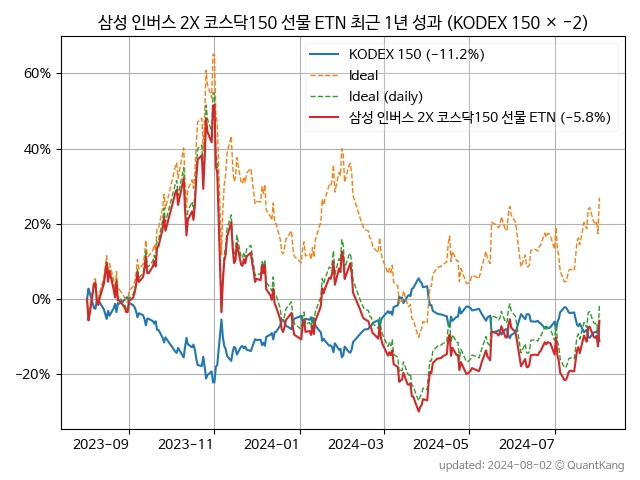 삼성 인버스 2X 코스닥150 선물 ETN 최근 1년 성과 (KODEX 150 × −2)
KODEX 150 (−11.2%)
Ideal
Ideal (daily)
삼성 인버스 2X 코스닥150 선물 ETN (−5.8%)
60%
40%
20%
0%
−20%
2023-09 2023-11 2024-01 2024-03 2024-05 2024-07
updated: 2024-08-02 © QuantKang